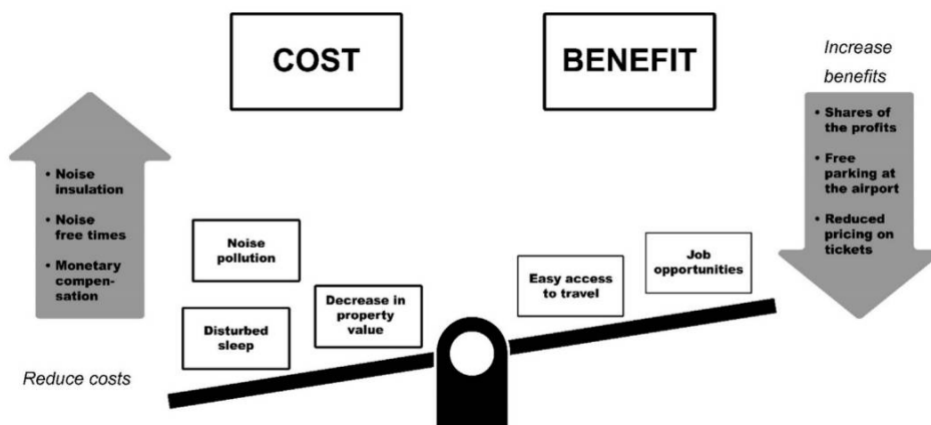 COST
BENEFIT
Increase
benefits
• Noise
insulation
• Noise
free times
• Monetary
compen-
sation
Reduce costs
Noise
pollution
Disturbed
sleep
Decrease in
property
value
Easy access
to travel
Job
opportunities
• Shares of
the profits
• Free
parking at
the airport
• Reduced
pricing on
tickets